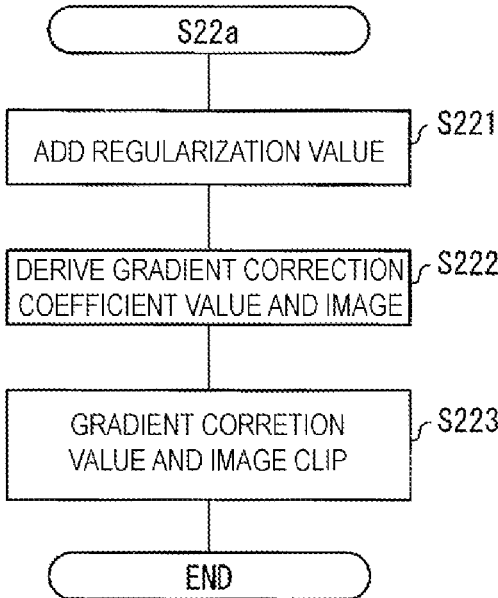 S22a
ADD REGULARIZATION VALUE
S221
DERIVE GRADIENT CORRECTION
COEFFICIENT VALUE AND IMAGE
S222
GRADIENT CORRETION
VALUE AND IMAGE CLIP
S223
END